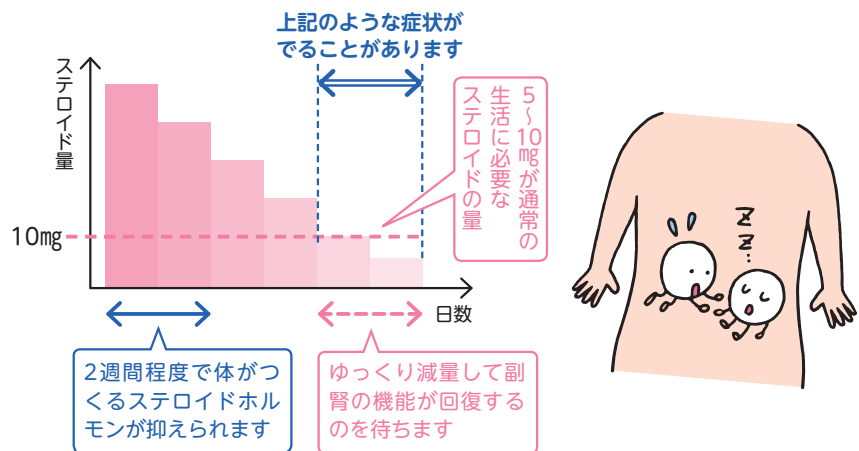 上記のような症状が
でることがあります
ステロイド量
5～10㎎が通常の
生活に必要な
ステロイドの量
10㎎
日数
2週間程度で体がつ
くるステロイドホル
モンが抑えられます
ゆっくり減量して副
腎の機能が回復する
のを待ちます
Z
Z